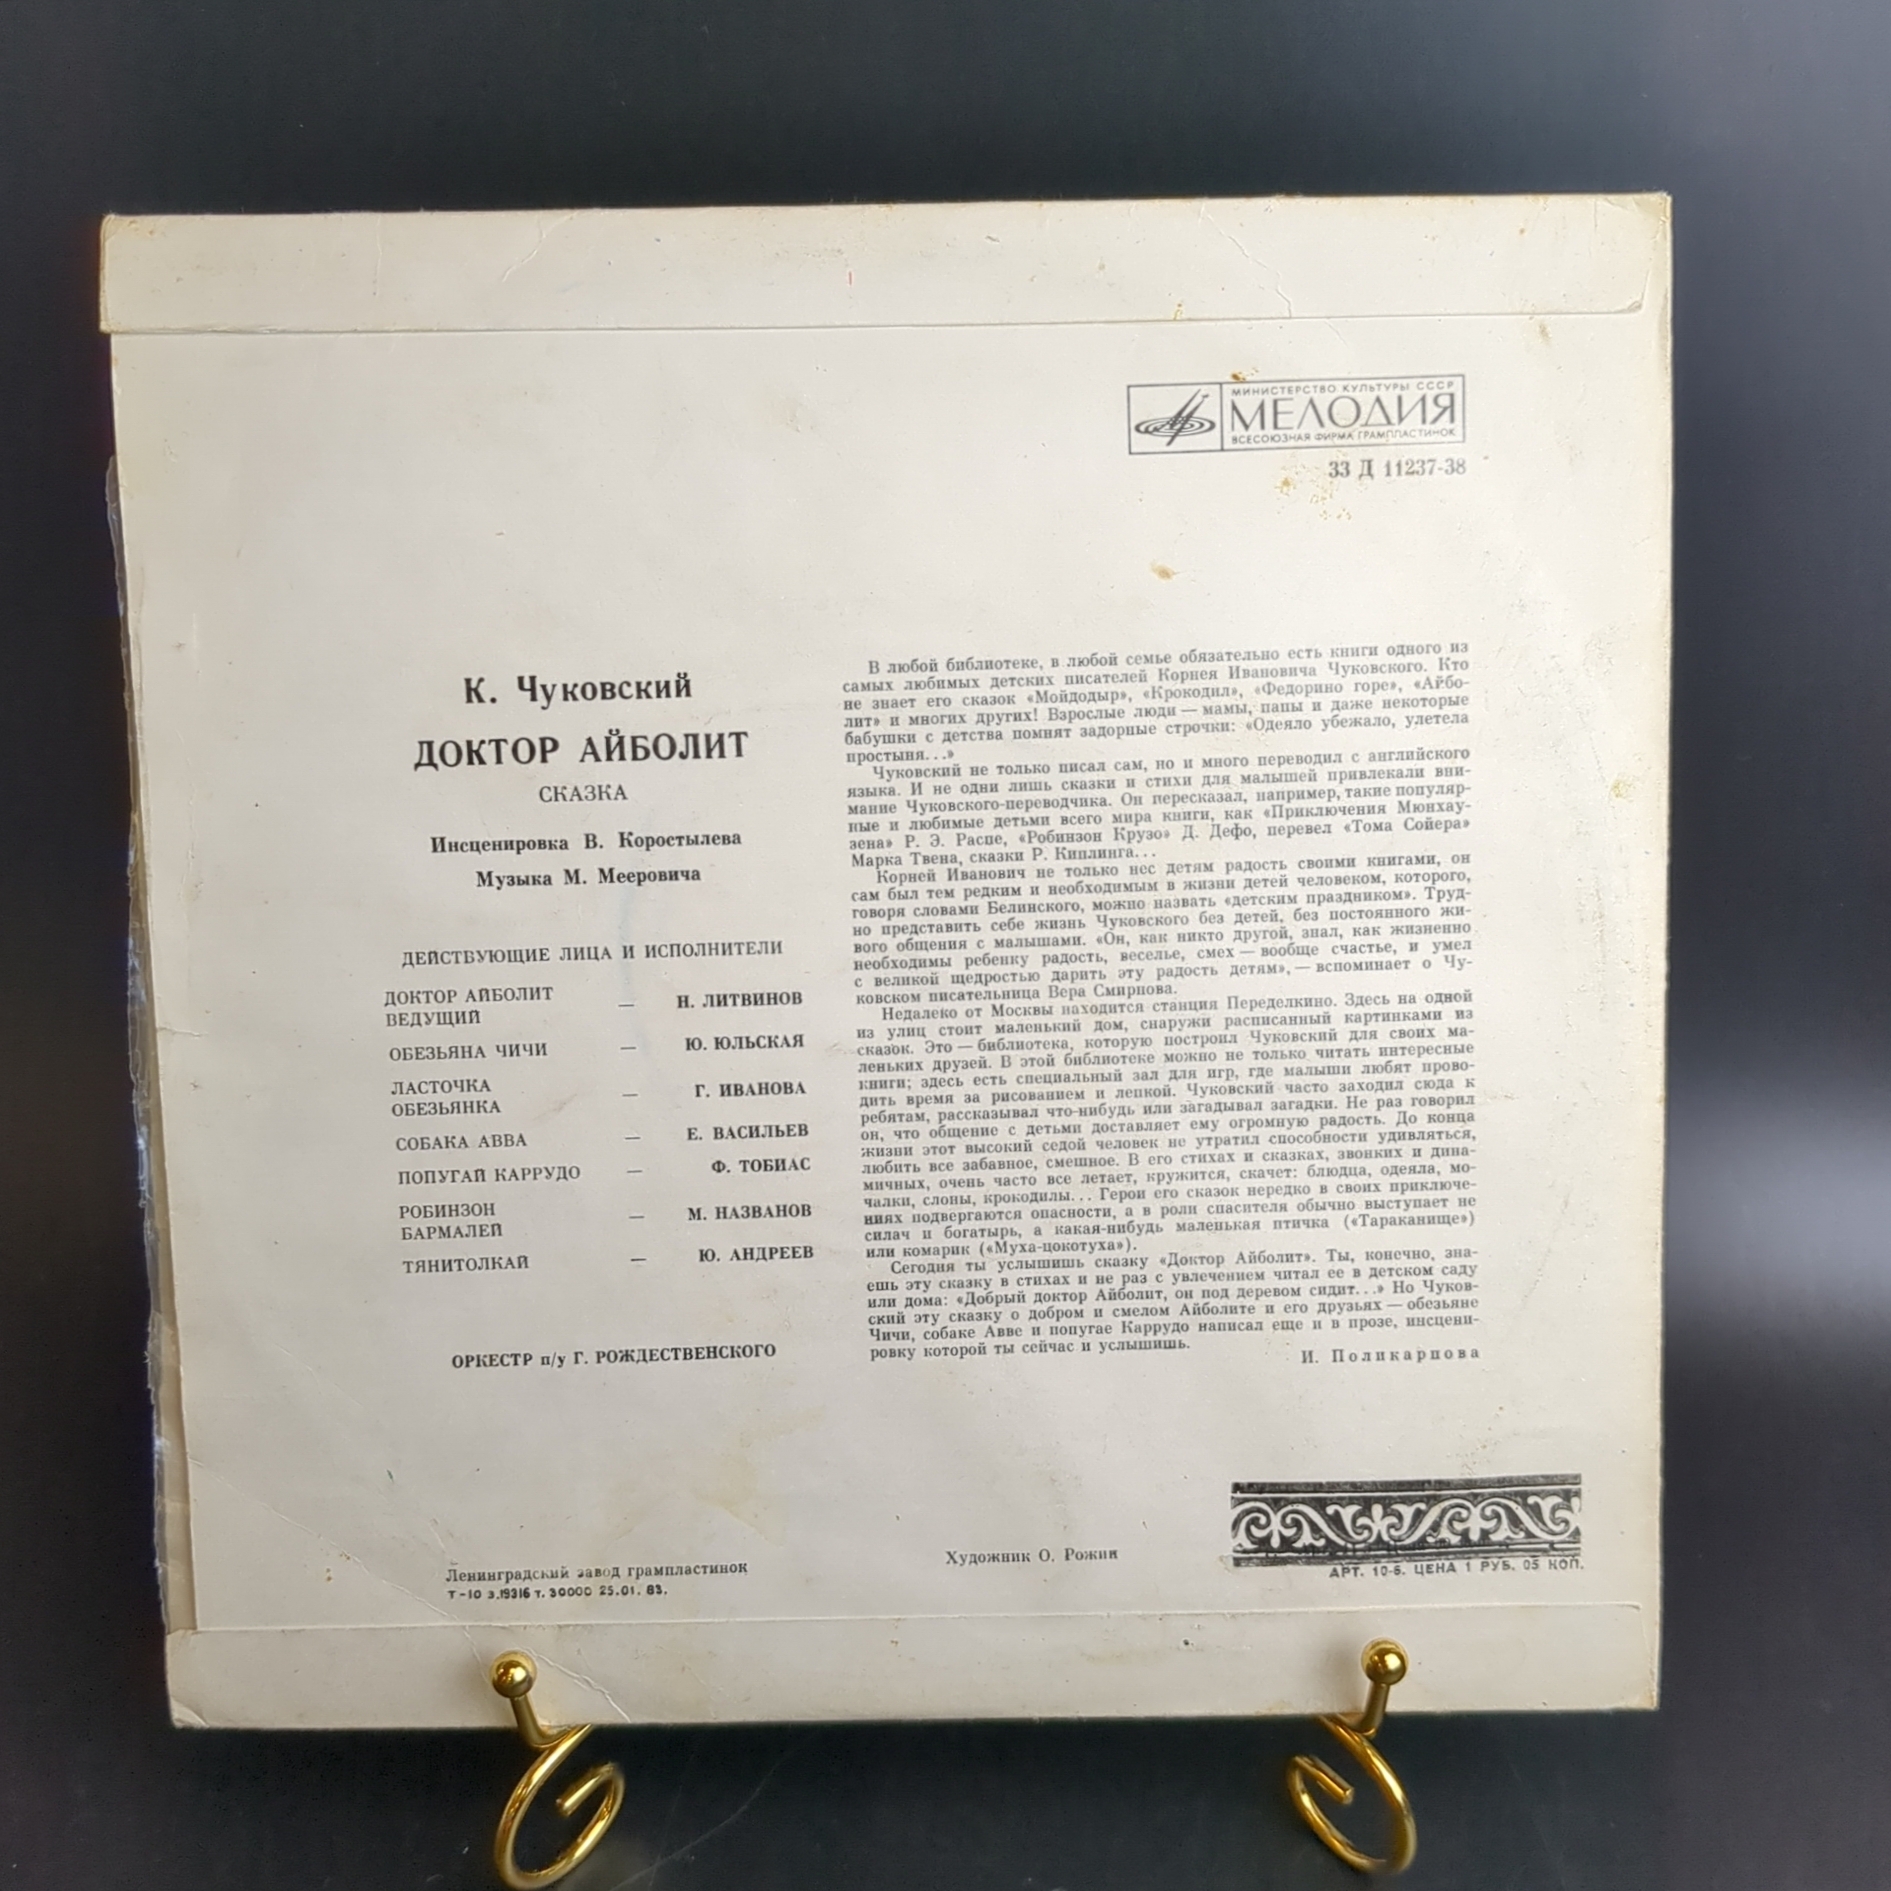 МИНИСТЕРСТВО КУЛЬТУРЫ СССР
МЕЛОДИЯ
ВСЕСОЮЗНАЯ ФИРМА ГРАМПЛАСТИНОК
33 Д 11237-38
К. Чуковский
ДОКТОР АЙБОЛИТ
СКАЗКА
Инсценировка В. Коростылева
Музыка М. Мееровича
ДЕЙСТВУЮЩИЕ ЛИЦА И ИСПОЛНИТЕЛИ
ДОКТОР АЙБОЛИТ
ВЕДУЩИЙ — Н. ЛИТВИНОВ
ОБЕЗЬЯНА ЧИЧИ — Ю. ЮЛЬСКАЯ
ЛАСТОЧКА
ОБЕЗЬЯНКА — Г. ИВАНОВА
СОБАКА АВВА — Е. ВАСИЛЬЕВ
ПОПУГАЙ КАРРУДО — Ф. ТОБИАС
РОБИНЗОН
БАРМАЛЕЙ — М. НАЗВАНОВ
ТЯНИТОЛКАЙ — Ю. АНДРЕЕВ
ОРКЕСТР п/у Г. РОЖДЕСТВЕНСКОГО
В любой библиотеке, в любой семье обязательно есть книги одного из
самых любимых детских писателей Корнея Ивановича Чуковского. Кто
не знает его сказок «Мойдодыр», «Крокодил», «Федорино горе», «Айбо-
лит» и многих других! Взрослые люди — мамы, папы и даже некоторые
бабушки с детства помнят задорные строчки: «Одеяло убежало, улетела
простыня...»
Чуковский не только писал сам, но и много переводил с английского
языка. И не одни лишь сказки и стихи для малышей привлекали вни-
мание Чуковского-переводчика. Он пересказал, например, такие популяр-
ные и любимые детьми всего мира книги, как «Приключения Мюнхау-
зена» Р. Э. Распе, «Робинзон Крузо» Д. Дефо, перевел «Тома Сойера»
Марка Твена, сказки Р. Киплинга...
Корней Иванович не только нес детям радость своими книгами, он
сам был тем редким и необходимым в жизни детей человеком, которого,
говоря словами Белинского, можно назвать «детским праздником». Труд-
но представить себе жизнь Чуковского без детей, без постоянного жи-
вого общения с малышами. «Он, как никто другой, знал, как жизненно
необходимы ребенку радость, веселье, смех — вообще счастье, и умел
с великой щедростью дарить эту радость детям», — вспоминает о Чу-
ковском писательница Вера Смирнова.
Недалеко от Москвы находится станция Переделкино. Здесь на одной
из улиц стоит маленький дом, снаружи расписанный картинками из
сказок. Это — библиотека, которую построил Чуковский для своих ма-
леньких друзей. В этой библиотеке можно не только читать интересные
книги; здесь есть специальный зал для игр, где малыши любят прово-
дить время за рисованием и лепкой. Чуковский часто заходил сюда к
ребятам, рассказывал что-нибудь или загадывал загадки. Не раз говорил
он, что общение с детьми доставляет ему огромную радость. До конца
жизни этот высокий седой человек не утратил способности удивляться,
любить все забавное, смешное. В его стихах и сказках, звонких и дина-
мичных, очень часто все летает, кружится, скачет: блюдца, одеяла, мо-
чалки, слоны, крокодилы... Герои его сказок нередко в своих приключе-
ниях подвергаются опасности, а в роли спасителя обычно выступает не
силач и богатырь, а какая-нибудь маленькая птичка («Тараканище»)
или комарик («Муха-цокотуха»).
Сегодня ты услышишь сказку «Доктор Айболит». Ты, конечно, зна-
ешь эту сказку в стихах и не раз с увлечением читал ее в детском саду
или дома: «Добрый доктор Айболит, он под деревом сидит...» Но Чуков-
ский эту сказку о добром и смелом Айболите и его друзьях — обезьяне
Чичи, собаке Авве и попугае Каррудо написал еще и в прозе, инсцени-
ровку которой ты сейчас и услышишь.
И. Поликарпова
Ленинградский завод грампластинок
Т-10 з.19316 т. 30000 25.01. 83.
Художник О. Рожин
АРТ. 10-6. ЦЕНА 1 РУБ. 05 КОП.